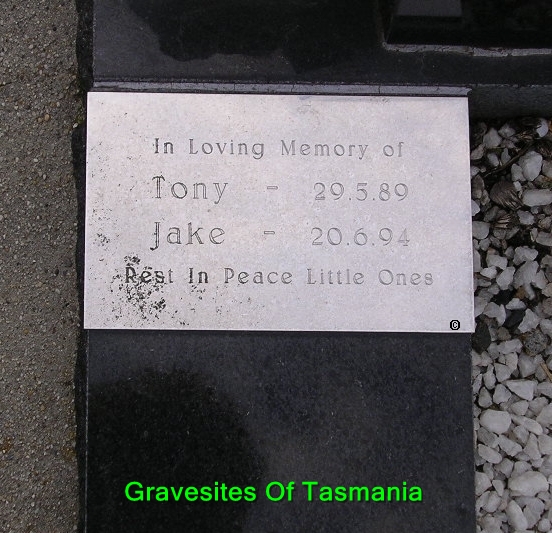 In Loving Memory of
Tony - 29.5.89
Jake - 20.6.94
Rest In Peace Little Ones
©
Gravesites Of Tasmania